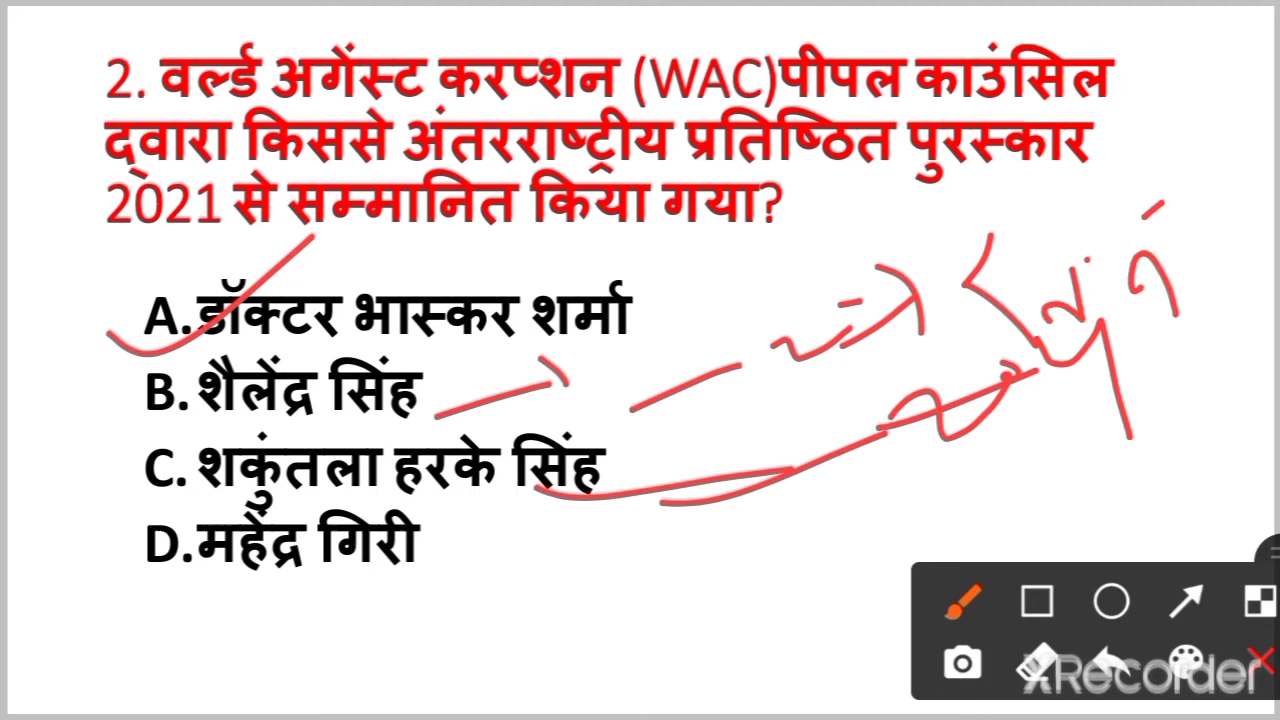 2. वर्ल्ड अगेंस्ट करप्शन (WAC)पीपल काउंसिल
द्वारा किससे अंतरराष्ट्रीय प्रतिष्ठित पुरस्कार
2021 से सम्मानित किया गया?
A.डॉक्टर भास्कर शर्मा
B. शैलेंद्र सिंह
C. शकुंतला हरके सिंह
D.महेंद्र गिरी
XRecorder